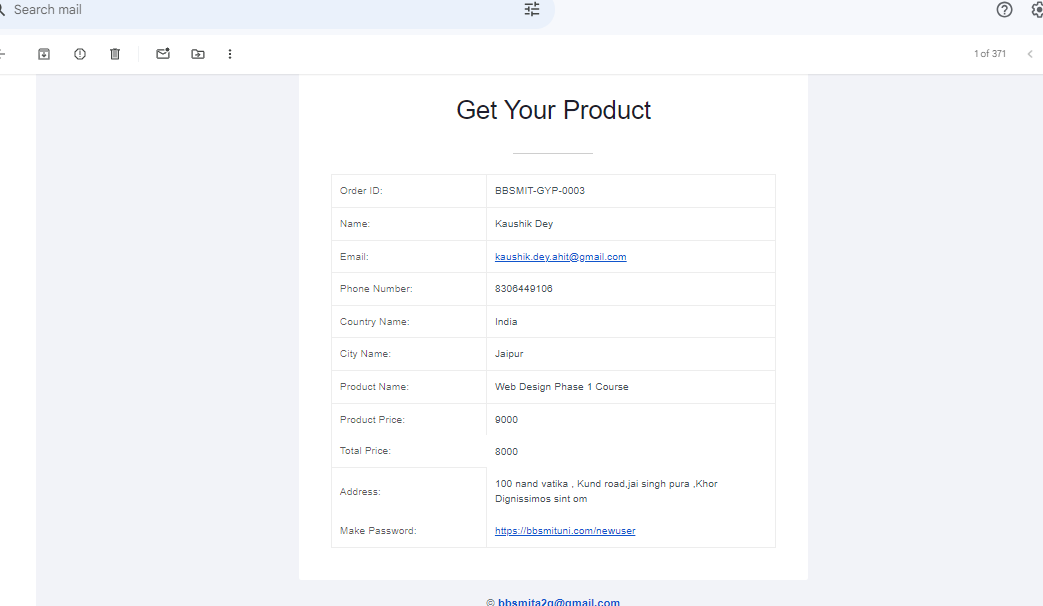 Search mail
1 of 371
Get Your Product
Order ID: BBSMIT-GYP-0003
Name: Kaushik Dey
Email: kaushik.dey.ahit@gmail.com
Phone Number: 8306449106
Country Name: India
City Name: Jaipur
Product Name: Web Design Phase 1 Course
Product Price: 9000
Total Price: 8000
Address: 100 nand vatika , Kund road,jai singh pura ,Khor
Dignissimos sint om
Make Password: https://bbsmituni.com/newuser
© bbsmita2g@gmail.com